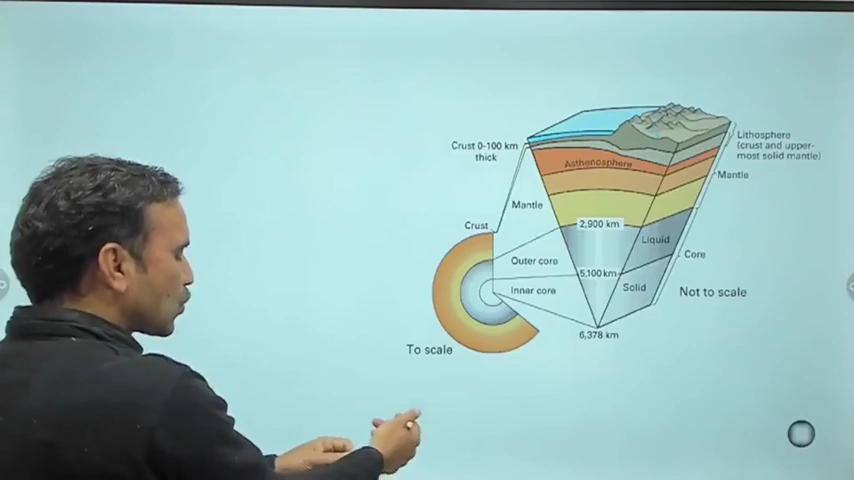 Crust 0-100 km
thick
Asthenosphere
Lithosphere
(crust and upper-
most solid mantle)
Mantle
Mantle
Crust
2,900 km
Liquid
Core
Outer core
5,100 km
Inner core
Solid
Not to scale
6,378 km
To scale